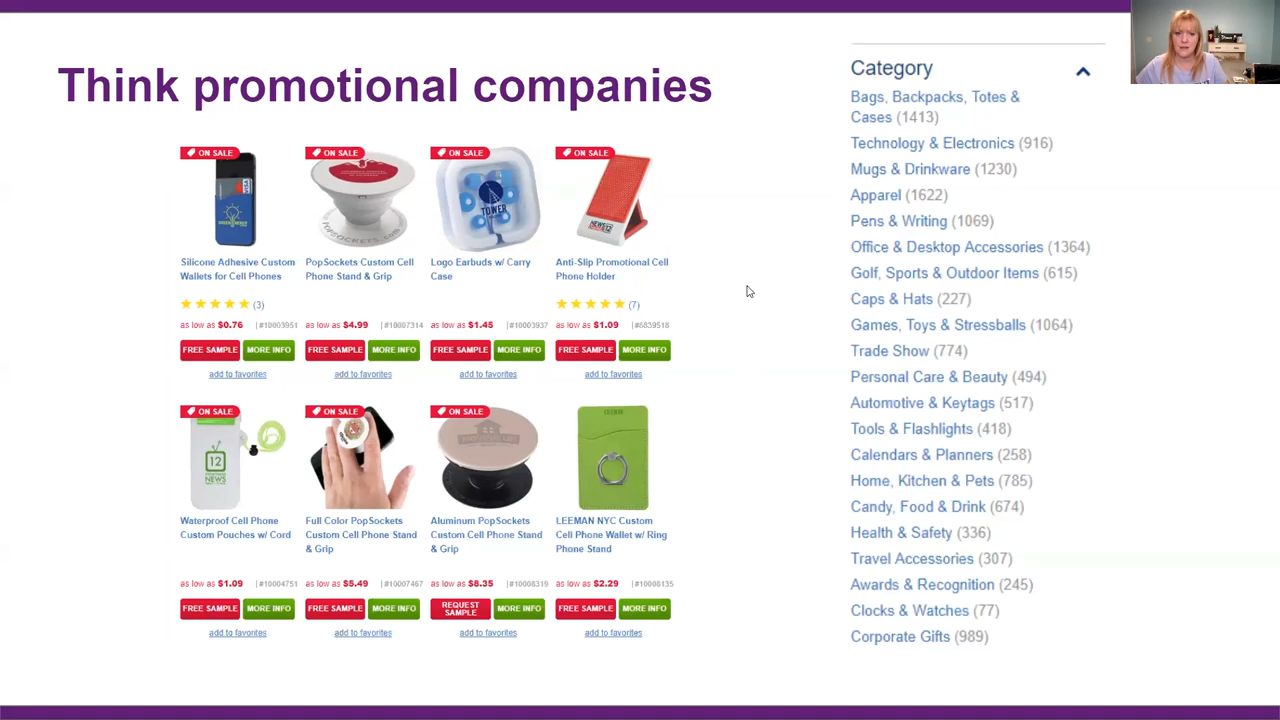 Think promotional companies
ON SALE
ON SALE
ON SALE
ON SALE
TOWER
Silicone Adhesive Custom
Wallets for Cell Phones
PopSockets Custom Cell
Phone Stand & Grip
Logo Earbuds w/ Carry
Case
Anti-Slip Promotional Cell
Phone Holder
(3)
(7)
as low as $0.76 | #10003951
as low as $4.99 | #10007314
as low as $1.45 | #10003937
as low as $1.09 | #6839518
FREE SAMPLE MORE INFO
FREE SAMPLE MORE INFO
FREE SAMPLE MORE INFO
FREE SAMPLE MORE INFO
add to favorites
add to favorites
add to favorites
add to favorites
ON SALE
ON SALE
ON SALE
12
NEWS
Waterproof Cell Phone
Custom Pouches w/ Cord
Full Color PopSockets
Custom Cell Phone Stand
& Grip
Aluminum PopSockets
Custom Cell Phone Stand
& Grip
LEEMAN NYC Custom
Cell Phone Wallet w/ Ring
Phone Stand
as low as $1.09 | #10004751
as low as $5.49 | #10007467
as low as $8.35 | #10008319
as low as $2.29 | #10008135
FREE SAMPLE MORE INFO
FREE SAMPLE MORE INFO
REQUEST
SAMPLE MORE INFO
FREE SAMPLE MORE INFO
add to favorites
add to favorites
add to favorites
add to favorites
Category
Bags, Backpacks, Totes &
Cases (1413)
Technology & Electronics (916)
Mugs & Drinkware (1230)
Apparel (1622)
Pens & Writing (1069)
Office & Desktop Accessories (1364)
Golf, Sports & Outdoor Items (615)
Caps & Hats (227)
Games, Toys & Stressballs (1064)
Trade Show (774)
Personal Care & Beauty (494)
Automotive & Keytags (517)
Tools & Flashlights (418)
Calendars & Planners (258)
Home, Kitchen & Pets (785)
Candy, Food & Drink (674)
Health & Safety (336)
Travel Accessories (307)
Awards & Recognition (245)
Clocks & Watches (77)
Corporate Gifts (989)